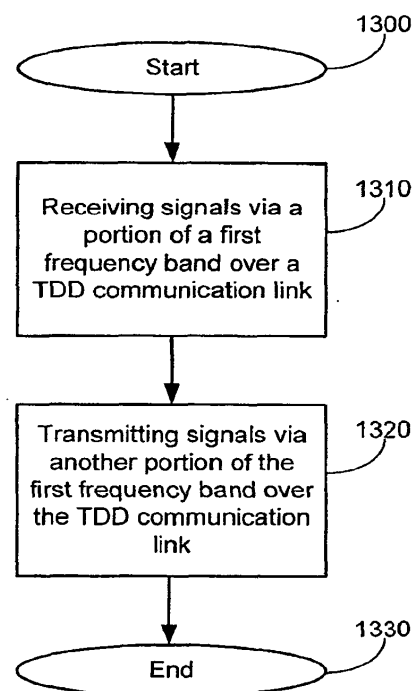 1300
Start
1310
Receiving signals via a
portion of a first
frequency band over a
TDD communication link
1320
Transmitting signals via
another portion of the
first frequency band over
the TDD communication
link
1330
End